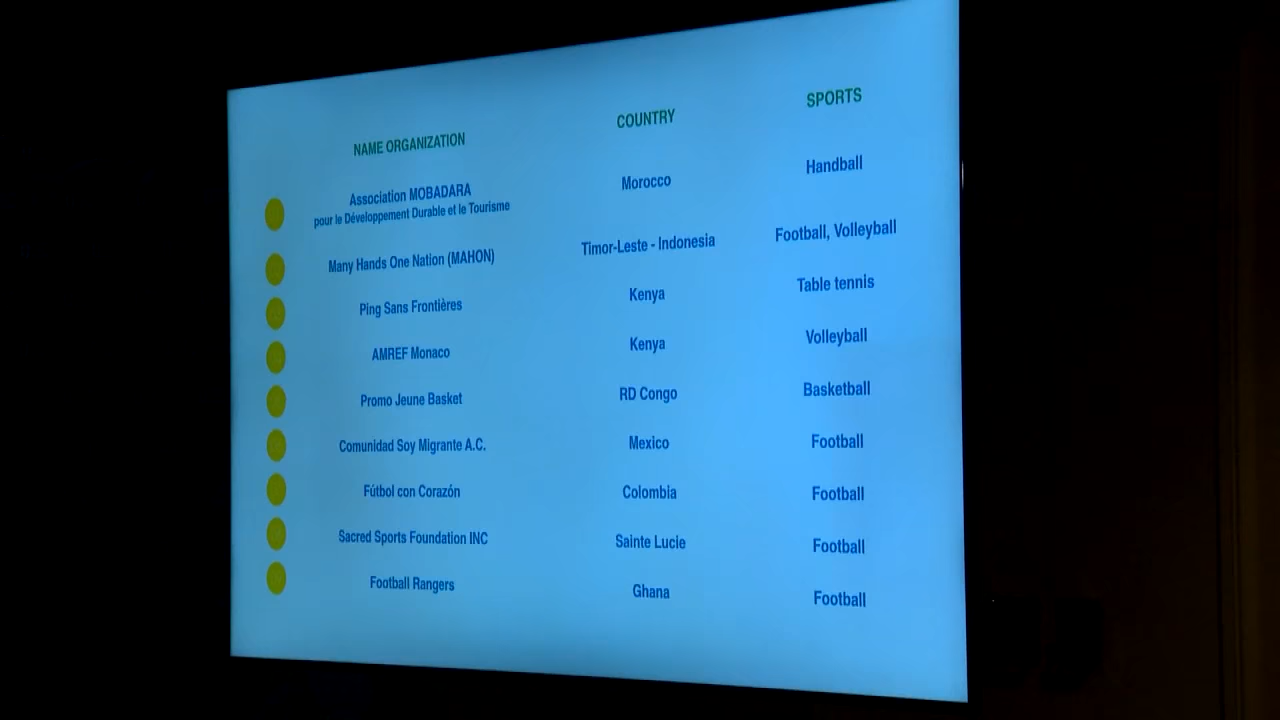 NAME ORGANIZATION COUNTRY SPORTS
Association MOBADARA Morocco Handball
pour le Développement Durable et le Tourisme
Many Hands One Nation (MAHON) Timor-Leste - Indonesia Football, Volleyball
Ping Sans Frontières Kenya Table tennis
AMREF Monaco Kenya Volleyball
Promo Jeune Basket RD Congo Basketball
Comunidad Soy Migrante A.C. Mexico Football
Fútbol con Corazón Colombia Football
Sacred Sports Foundation INC Sainte Lucie Football
Football Rangers Ghana Football